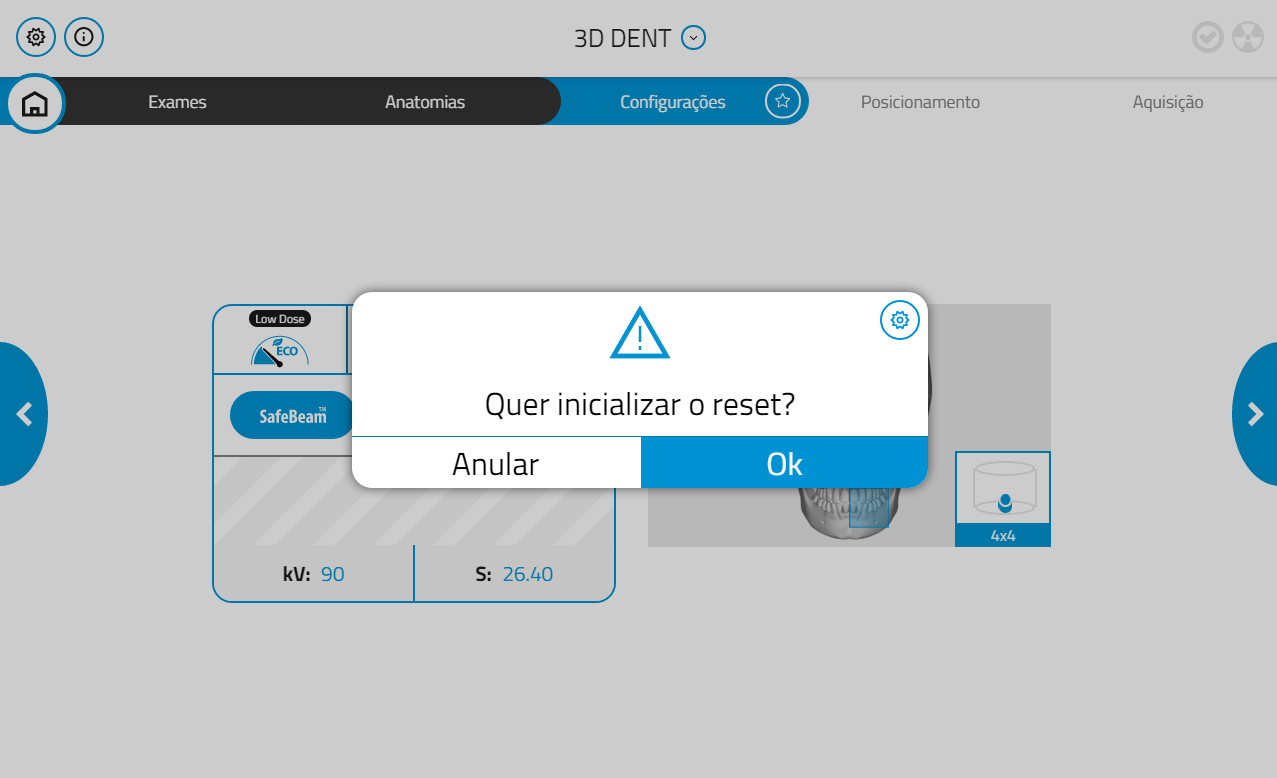 3D DENT
Exames
Anatomias
Configurações
Posicionamento
Aquisição
Low Dose
ECO
SafeBeam™
Quer inicializar o reset?
Anular
Ok
4x4
kV: 90
S: 26.40